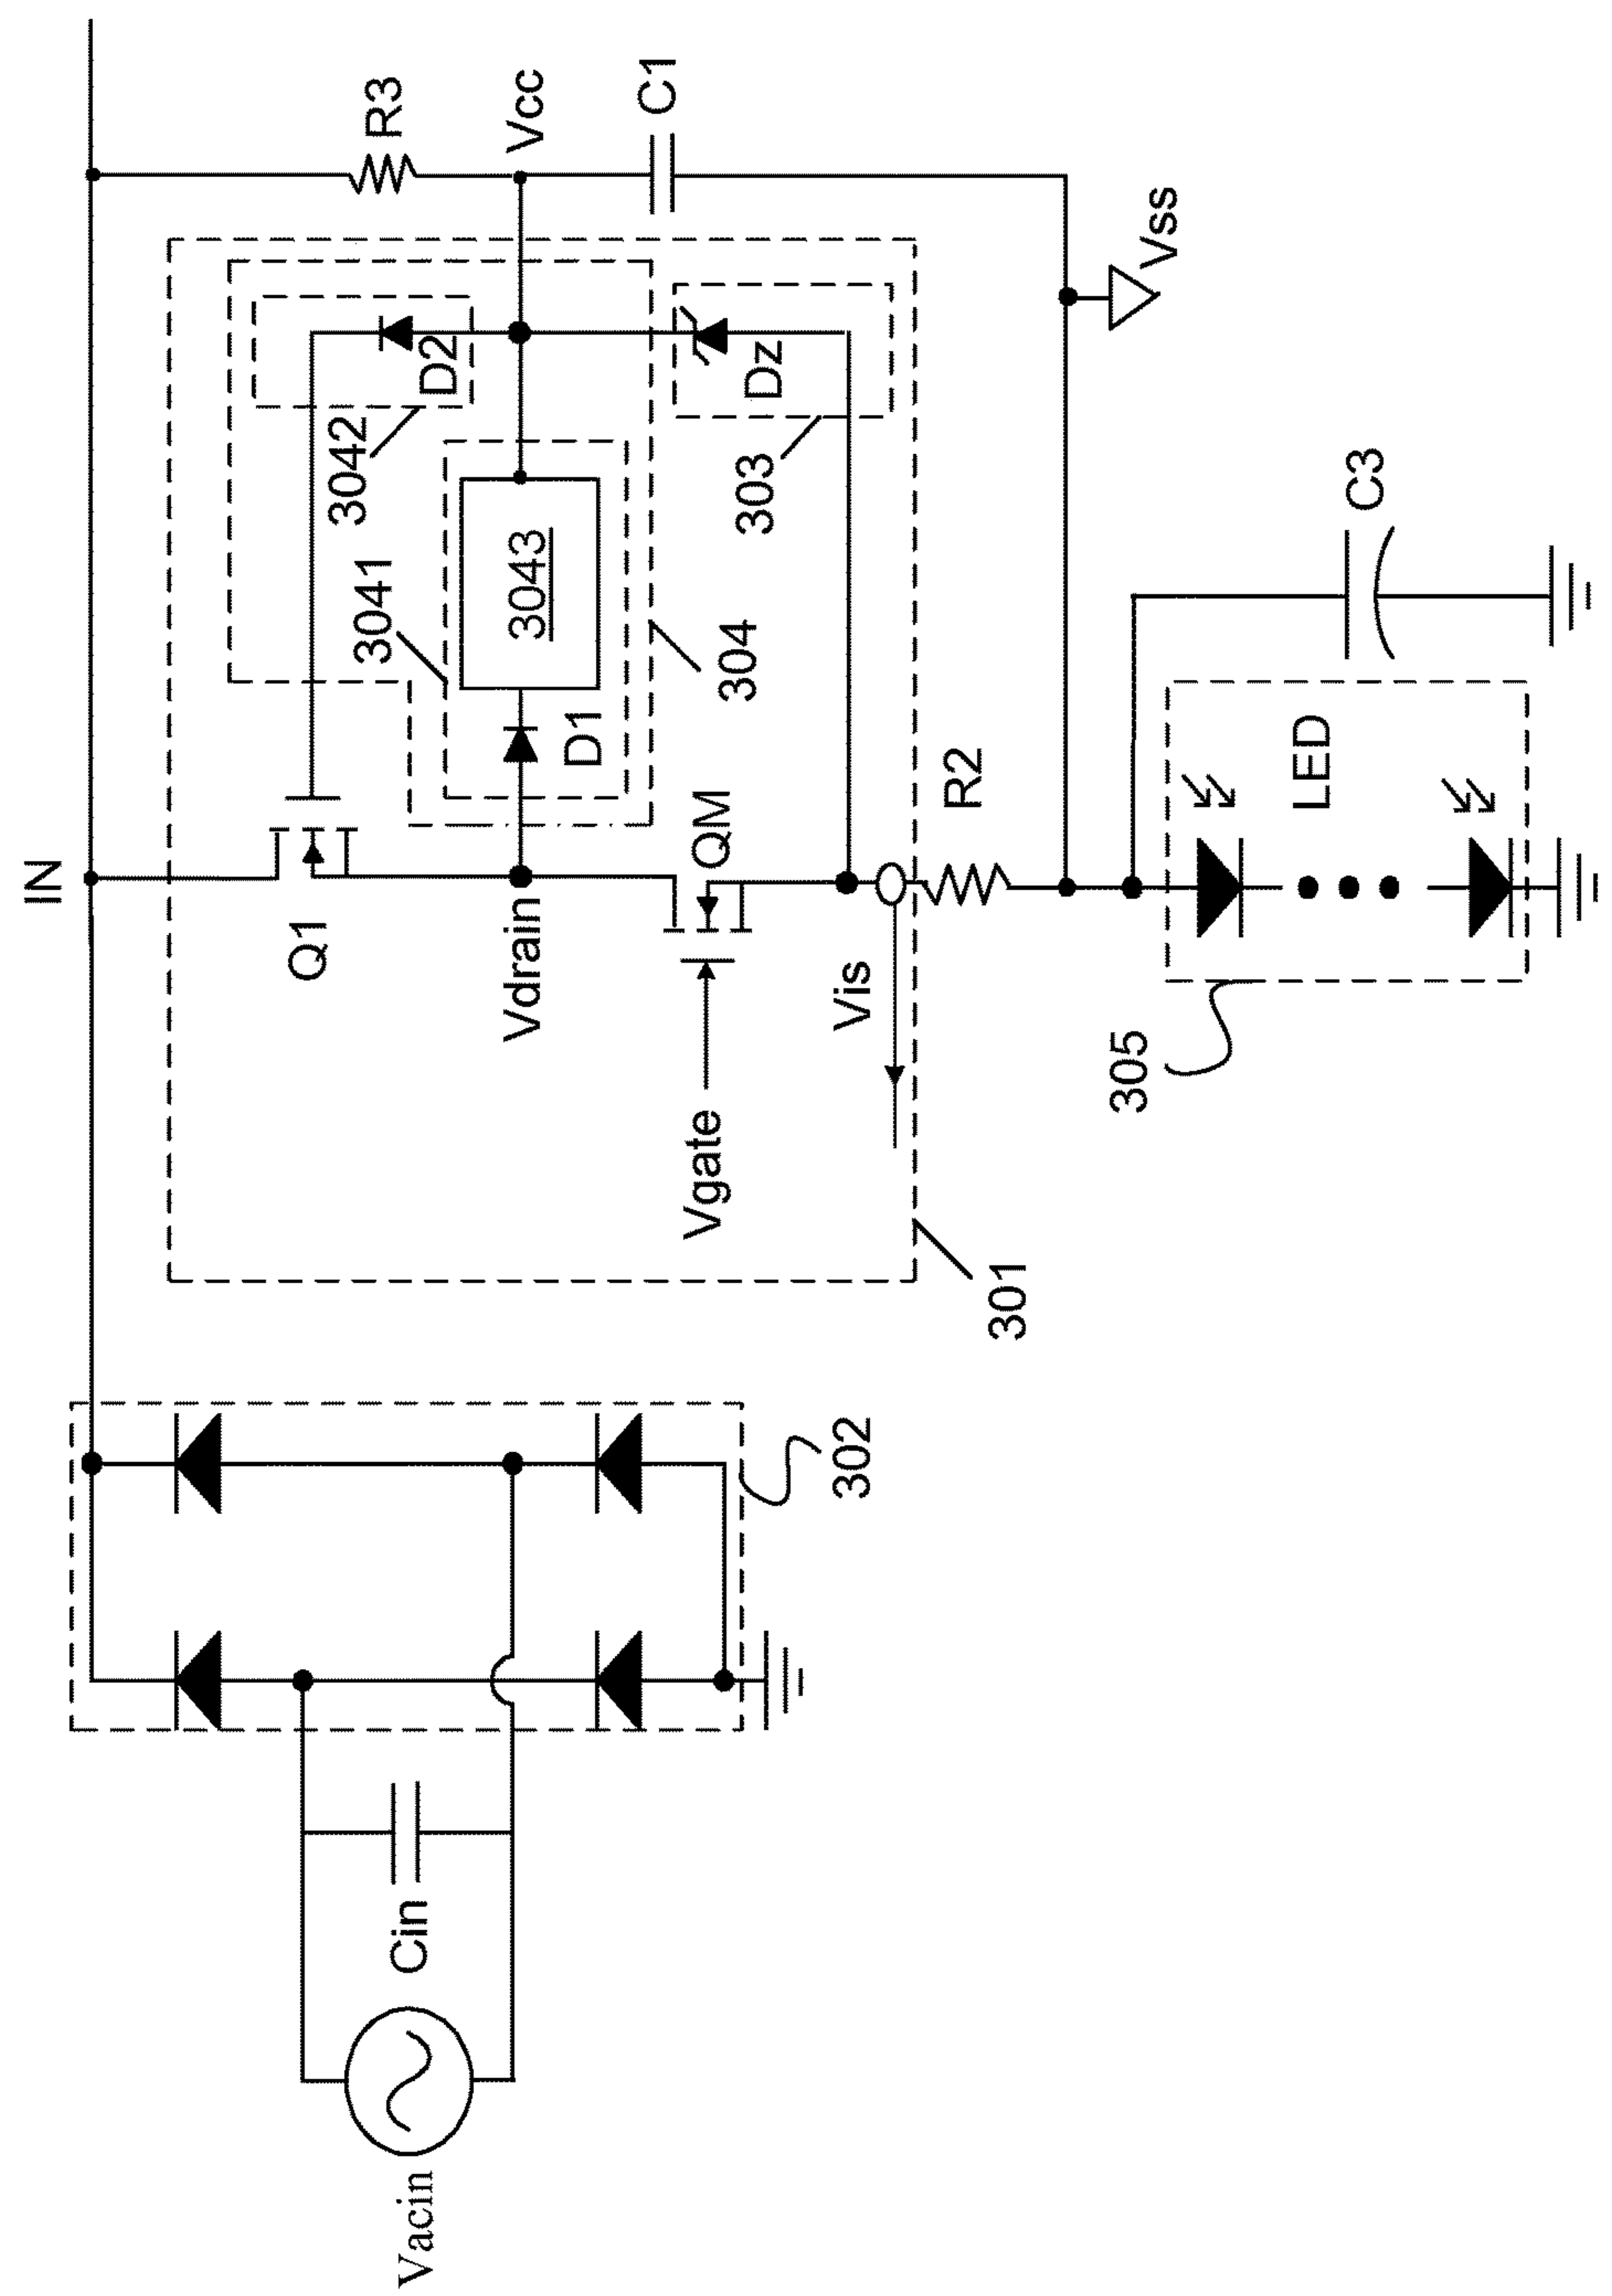 IN
R3
Vcc
C1
Q1
D2
3042
3041
3043
D1
304
Dz
303
Vdrain
QM
Vgate
Vis
R2
Vss
C3
LED
305
301
302
Cin
Vacin